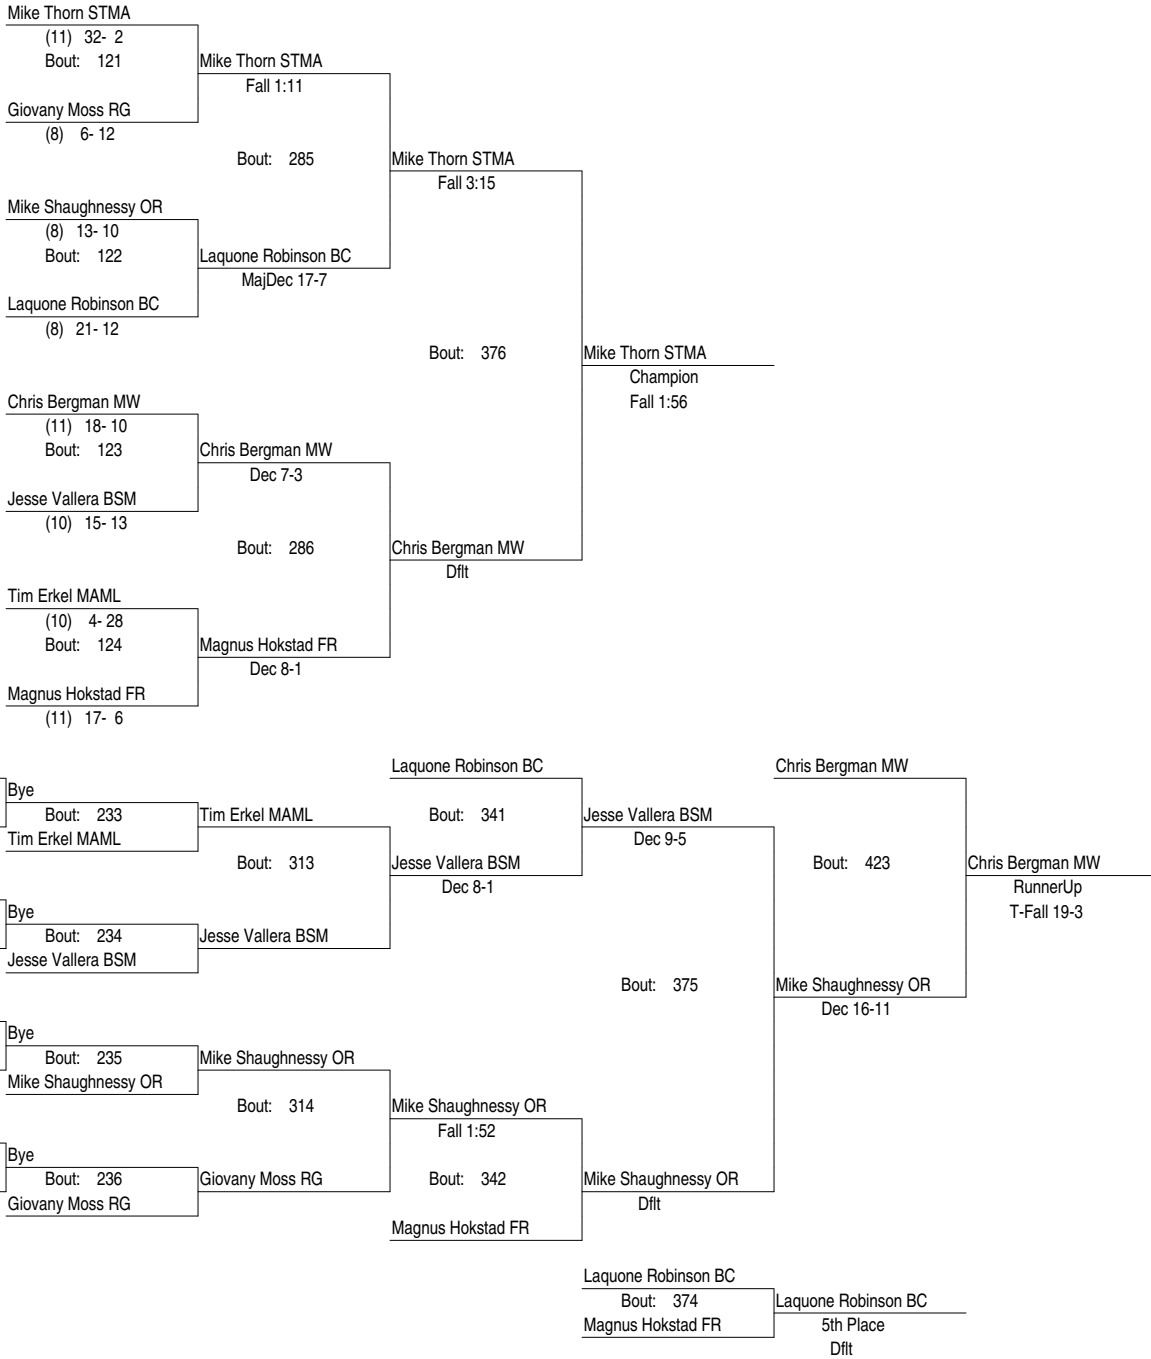 Mike Thorn STMA
(11) 32- 2
Bout: 121
Mike Thorn STMA
Fall 1:11
Giovany Moss RG
(8) 6- 12
Bout: 285
Mike Thorn STMA
Fall 3:15
Mike Shaughnessy OR
(8) 13- 10
Bout: 122
Laquone Robinson BC
MajDec 17-7
Laquone Robinson BC
(8) 21- 12
Bout: 376
Mike Thorn STMA
Champion
Fall 1:56
Chris Bergman MW
(11) 18- 10
Bout: 123
Chris Bergman MW
Dec 7-3
Jesse Vallera BSM
(10) 15- 13
Bout: 286
Chris Bergman MW
Dflt
Tim Erkel MAML
(10) 4- 28
Bout: 124
Magnus Hokstad FR
Dec 8-1
Magnus Hokstad FR
(11) 17- 6
Laquone Robinson BC
Chris Bergman MW
Bye
Bout: 233
Tim Erkel MAML
Tim Erkel MAML
Bout: 341
Jesse Vallera BSM
Dec 9-5
Bout: 313
Jesse Vallera BSM
Dec 8-1
Bout: 423
Chris Bergman MW
RunnerUp
T-Fall 19-3
Bye
Bout: 234
Jesse Vallera BSM
Jesse Vallera BSM
Bout: 375
Mike Shaughnessy OR
Dec 16-11
Bye
Bout: 235
Mike Shaughnessy OR
Mike Shaughnessy OR
Bout: 314
Mike Shaughnessy OR
Fall 1:52
Bye
Bout: 236
Giovany Moss RG
Giovany Moss RG
Bout: 342
Mike Shaughnessy OR
Dflt
Magnus Hokstad FR
Laquone Robinson BC
Bout: 374
Magnus Hokstad FR
Laquone Robinson BC
5th Place
Dflt